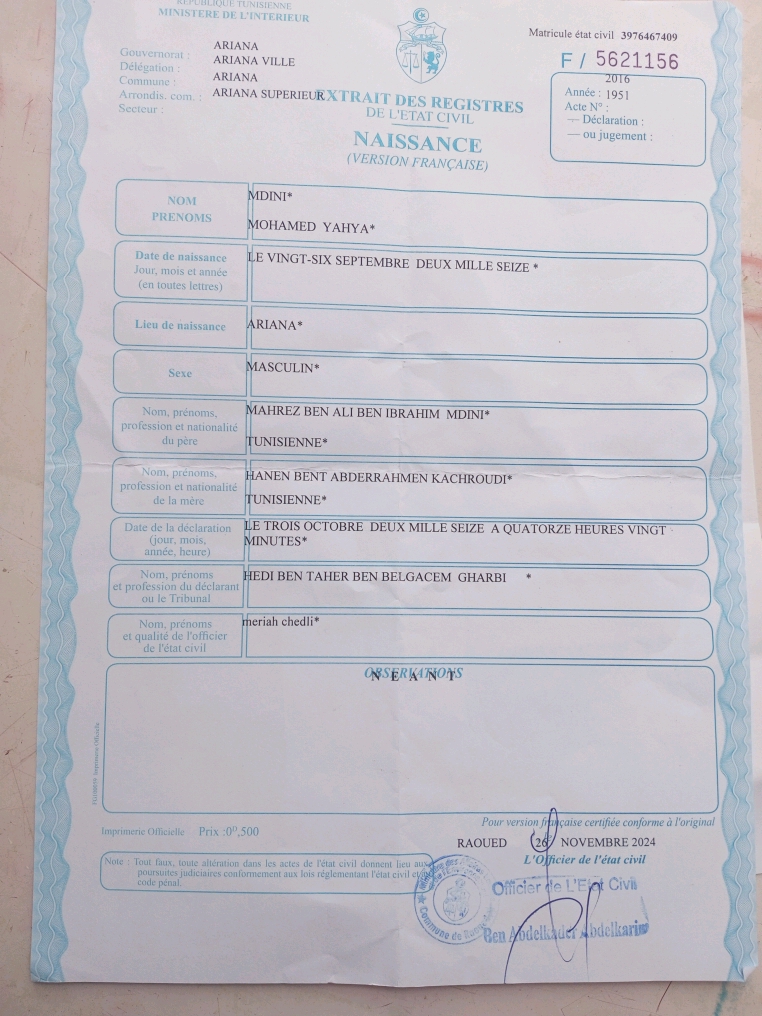 REPUBLIQUE TUNISIENNE
MINISTERE DE L'INTERIEUR
Matricule état civil 3976467409
F / 5621156
Gouvernorat : ARIANA
Délégation : ARIANA VILLE
Commune : ARIANA
Arrondis. com. : ARIANA SUPERIEUR
Secteur :
EXTRAIT DES REGISTRES
DE L'ETAT CIVIL
NAISSANCE
(VERSION FRANÇAISE)
2016
Année : 1951
Acte N° :
— Déclaration :
— ou jugement :
NOM
PRENOMS
MDINI*
MOHAMED YAHYA*
Date de naissance
Jour, mois et année
(en toutes lettres)
LE VINGT-SIX SEPTEMBRE DEUX MILLE SEIZE *
Lieu de naissance
ARIANA*
Sexe
MASCULIN*
Nom, prénoms,
profession et nationalité
du père
MAHREZ BEN ALI BEN IBRAHIM MDINI*
TUNISIENNE*
Nom, prénoms,
profession et nationalité
de la mère
HANEN BENT ABDERRAHMEN KACHROUDI*
TUNISIENNE*
Date de la déclaration
(jour, mois,
année, heure)
LE TROIS OCTOBRE DEUX MILLE SEIZE A QUATORZE HEURES VINGT
MINUTES*
Nom, prénoms
et profession du déclarant
ou le Tribunal
HEDI BEN TAHER BEN BELGACEM GHARBI *
Nom, prénoms
et qualité de l'officier
de l'état civil
meriah chedli*
OBSERVATIONS
N E A N T
Imprimerie Officielle
Imprimerie Officielle Prix :0ᴰ,500
Pour version française certifiée conforme à l'original
RAOUED 26 NOVEMBRE 2024
L'Officier de l'état civil
Note : Tout faux, toute altération dans les actes de l'état civil donnent lieu aux
poursuites judiciaires conformement aux lois réglementant l'état civil et
code pénal.
Officier de L'Etat Civil
Ben Abdelkader Abdelkarim
Commune de